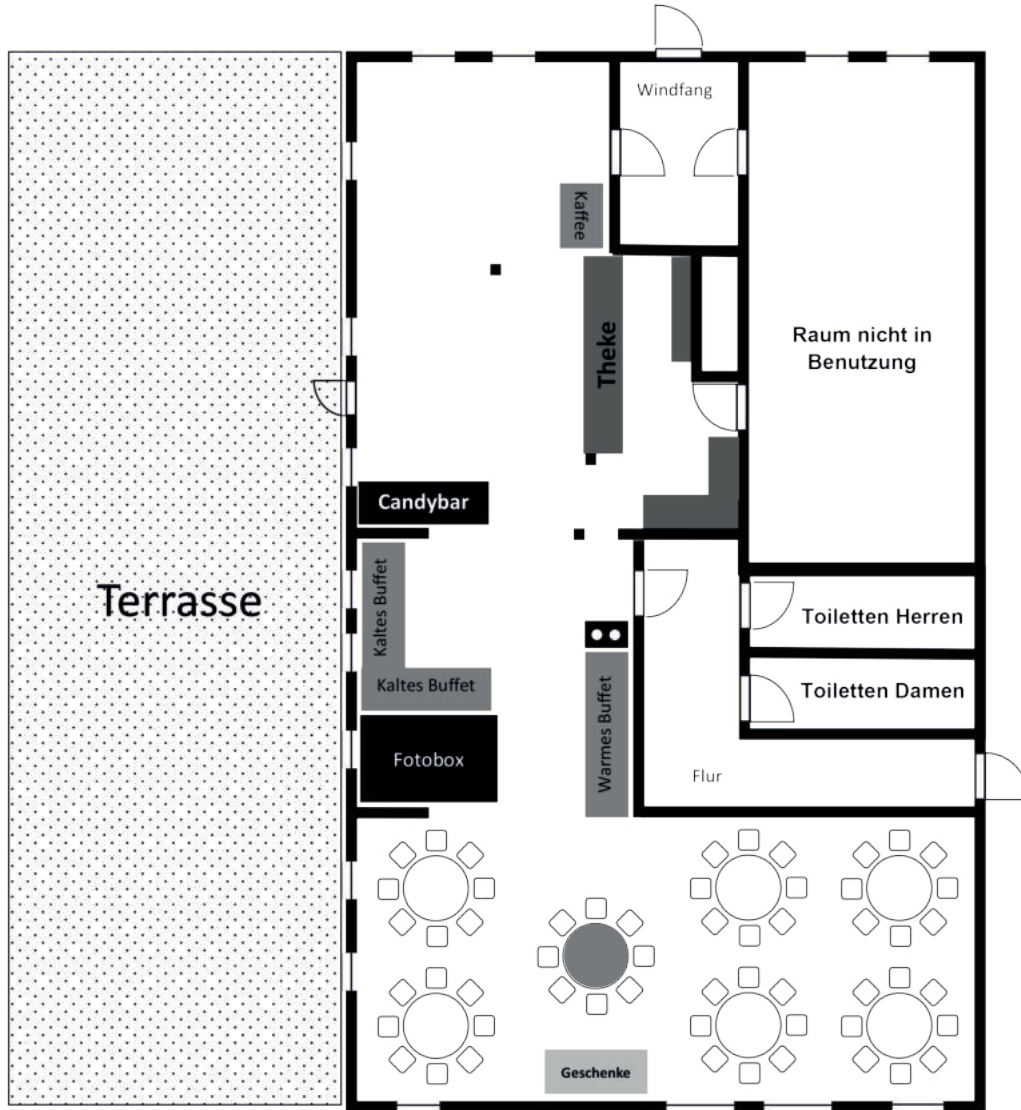 Windfang
Kaffee
Theke
Raum nicht in
Benutzung
Candybar
Terrasse
Kaltes Buffet
Kaltes Buffet
Fotobox
Warmes Buffet
Toiletten Herren
Toiletten Damen
Flur
Geschenke